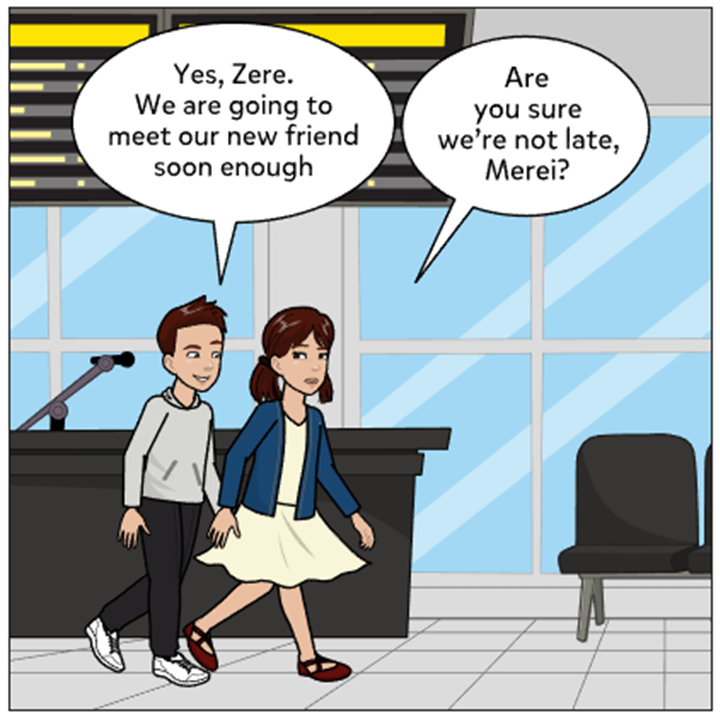 Yes, Zere.
We are going to
meet our new friend
soon enough
Are
you sure
we're not late,
Merei?